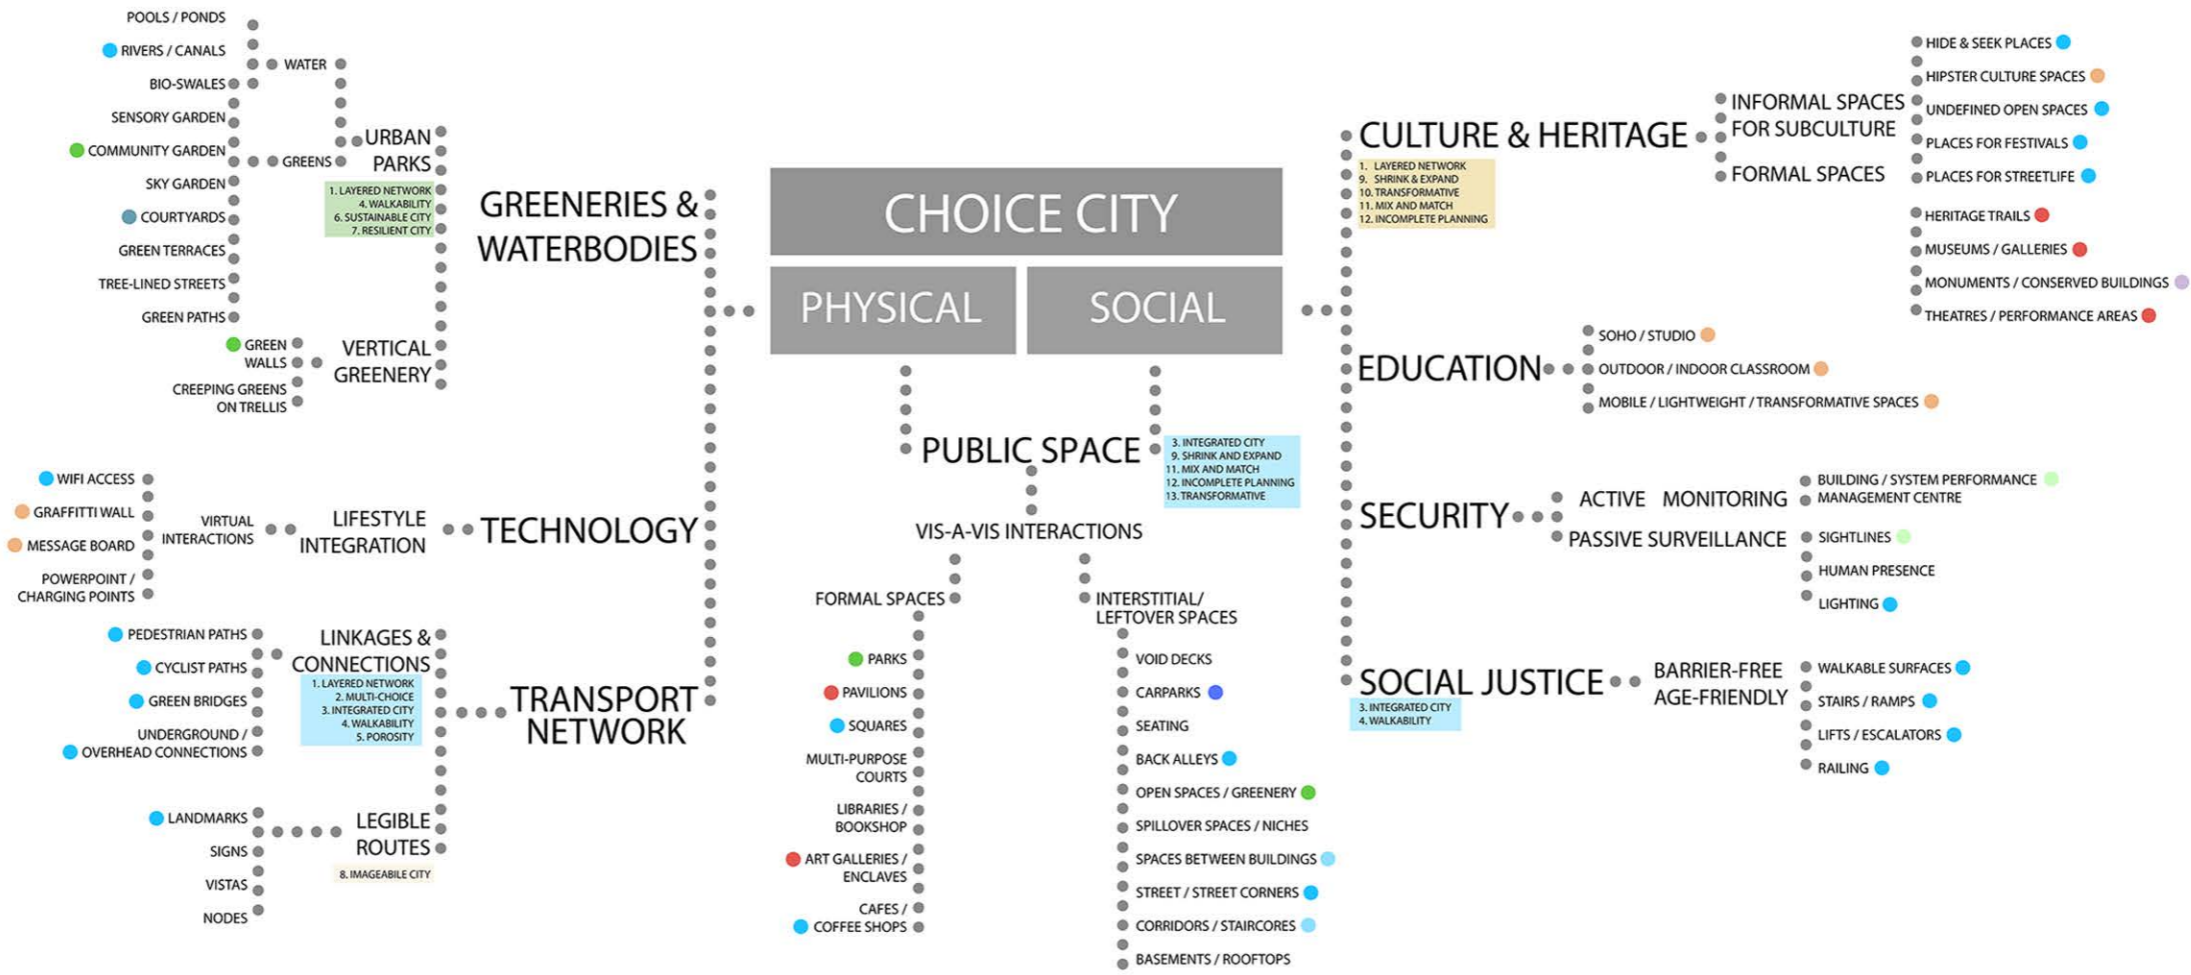 POOLS / PONDS
RIVERS / CANALS
WATER
BIO-SWALES
SENSORY GARDEN
COMMUNITY GARDEN
GREENS
SKY GARDEN
COURTYARDS
GREEN TERRACES
TREE-LINED STREETS
GREEN PATHS
URBAN
PARKS
1. LAYERED NETWORK
4. WALKABILITY
6. SUSTAINABLE CITY
7. RESILIENT CITY
GREEN
WALLS
CREEPING GREENS
ON TRELLIS
VERTICAL
GREENERY
GREENERIES &
WATERBODIES
WIFI ACCESS
GRAFFITTI WALL
MESSAGE BOARD
POWERPOINT /
CHARGING POINTS
VIRTUAL
INTERACTIONS
LIFESTYLE
INTEGRATION
TECHNOLOGY
PEDESTRIAN PATHS
CYCLIST PATHS
GREEN BRIDGES
UNDERGROUND /
OVERHEAD CONNECTIONS
LINKAGES &
CONNECTIONS
1. LAYERED NETWORK
2. MULTI-CHOICE
3. INTEGRATED CITY
4. WALKABILITY
5. POROSITY
TRANSPORT
NETWORK
LANDMARKS
SIGNS
VISTAS
NODES
LEGIBLE
ROUTES
8. IMAGEABILE CITY
CHOICE CITY
PHYSICAL
SOCIAL
PUBLIC SPACE
3. INTEGRATED CITY
9. SHRINK AND EXPAND
11. MIX AND MATCH
12. INCOMPLETE PLANNING
13. TRANSFORMATIVE
VIS-A-VIS INTERACTIONS
FORMAL SPACES
PARKS
PAVILIONS
SQUARES
MULTI-PURPOSE
COURTS
LIBRARIES /
BOOKSHOP
ART GALLERIES /
ENCLAVES
CAFES /
COFFEE SHOPS
INTERSTITIAL/
LEFTOVER SPACES
VOID DECKS
CARPARKS
SEATING
BACK ALLEYS
OPEN SPACES / GREENERY
SPILLOVER SPACES / NICHES
SPACES BETWEEN BUILDINGS
STREET / STREET CORNERS
CORRIDORS / STAIRCORES
BASEMENTS / ROOFTOPS
CULTURE & HERITAGE
1. LAYERED NETWORK
9. SHRINK & EXPAND
10. TRANSFORMATIVE
11. MIX AND MATCH
12. INCOMPLETE PLANNING
INFORMAL SPACES
FOR SUBCULTURE
FORMAL SPACES
HIDE & SEEK PLACES
HIPSTER CULTURE SPACES
UNDEFINED OPEN SPACES
PLACES FOR FESTIVALS
PLACES FOR STREETLIFE
HERITAGE TRAILS
MUSEUMS / GALLERIES
MONUMENTS / CONSERVED BUILDINGS
THEATRES / PERFORMANCE AREAS
EDUCATION
SOHO / STUDIO
OUTDOOR / INDOOR CLASSROOM
MOBILE / LIGHTWEIGHT / TRANSFORMATIVE SPACES
SECURITY
ACTIVE MONITORING
BUILDING / SYSTEM PERFORMANCE
MANAGEMENT CENTRE
PASSIVE SURVEILLANCE
SIGHTLINES
HUMAN PRESENCE
LIGHTING
SOCIAL JUSTICE
3. INTEGRATED CITY
4. WALKABILITY
BARRIER-FREE
AGE-FRIENDLY
WALKABLE SURFACES
STAIRS / RAMPS
LIFTS / ESCALATORS
RAILING